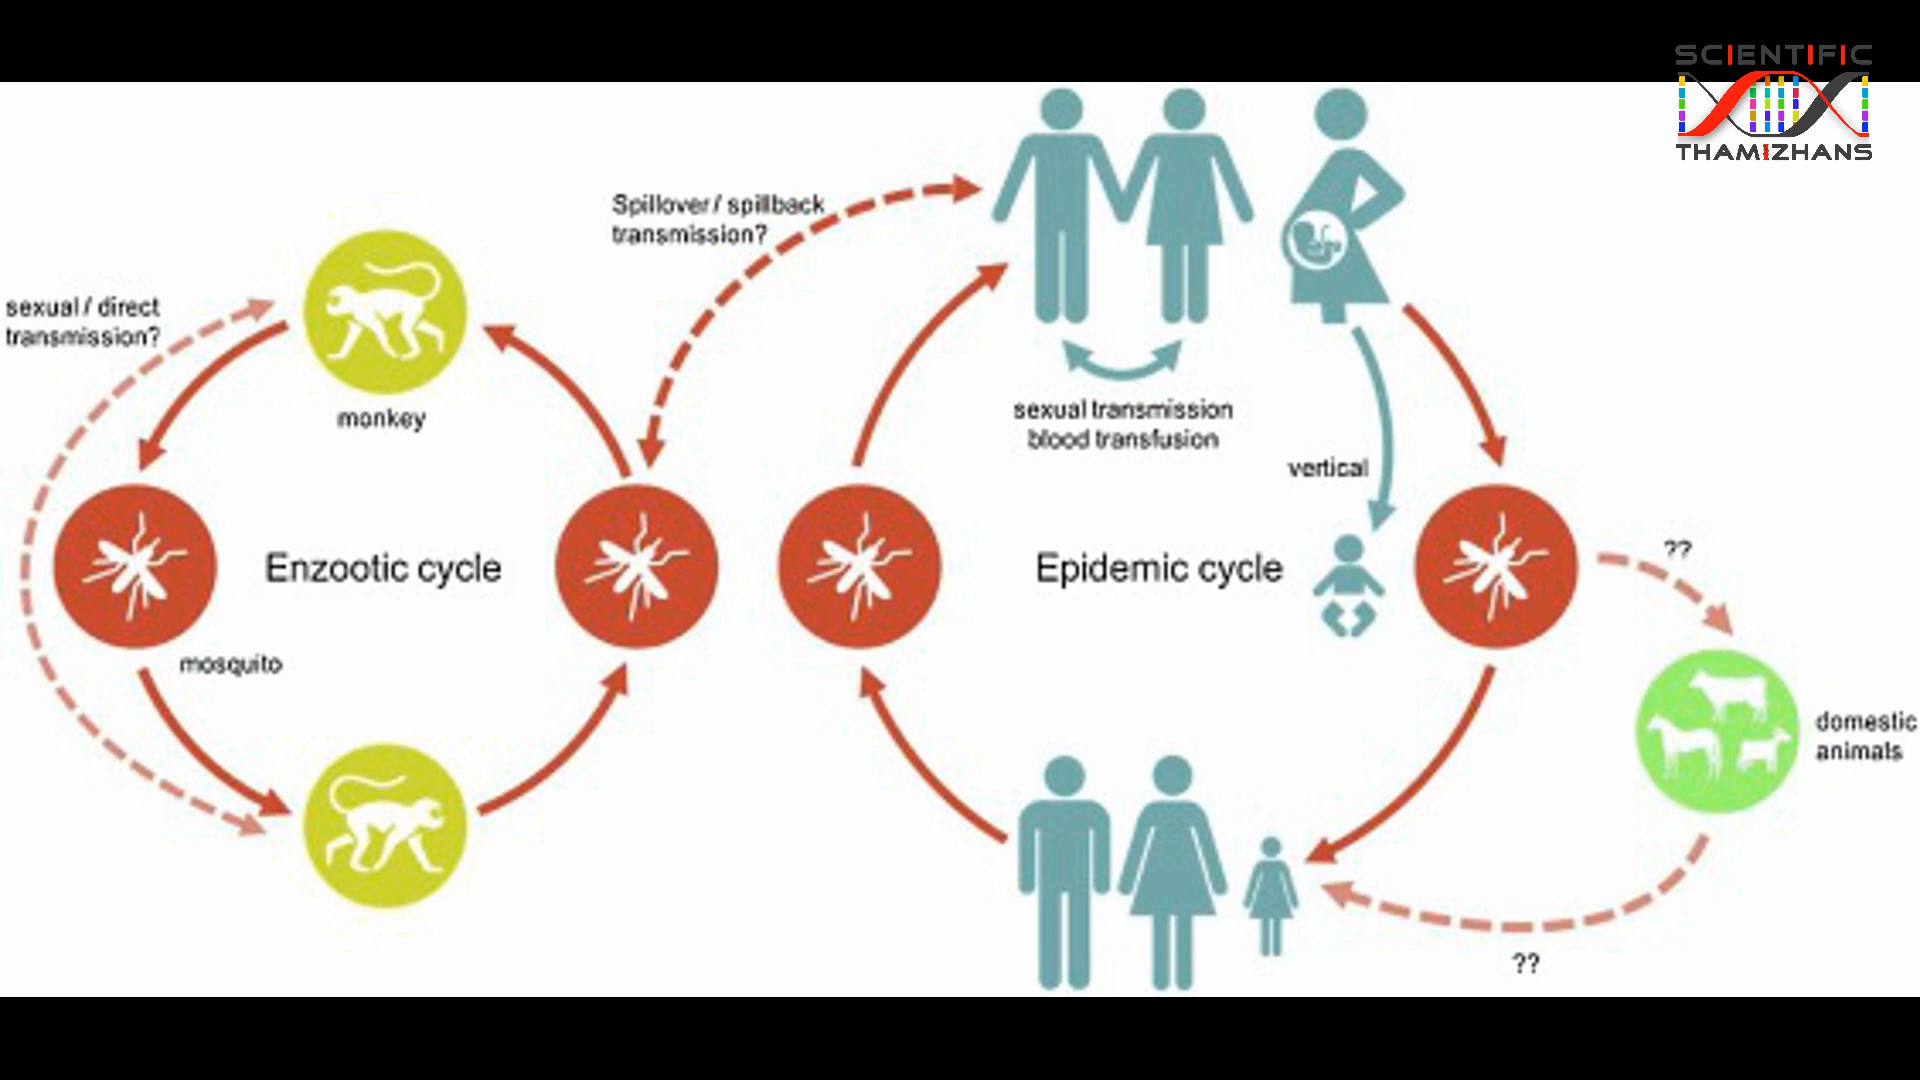 SCIENTIFIC
THAMIZHANS
Spillover / spillback
transmission?
sexual / direct
transmission?
monkey
sexual transmission
blood transfusion
vertical
Enzootic cycle
Epidemic cycle
??
mosquito
domestic
animals
??